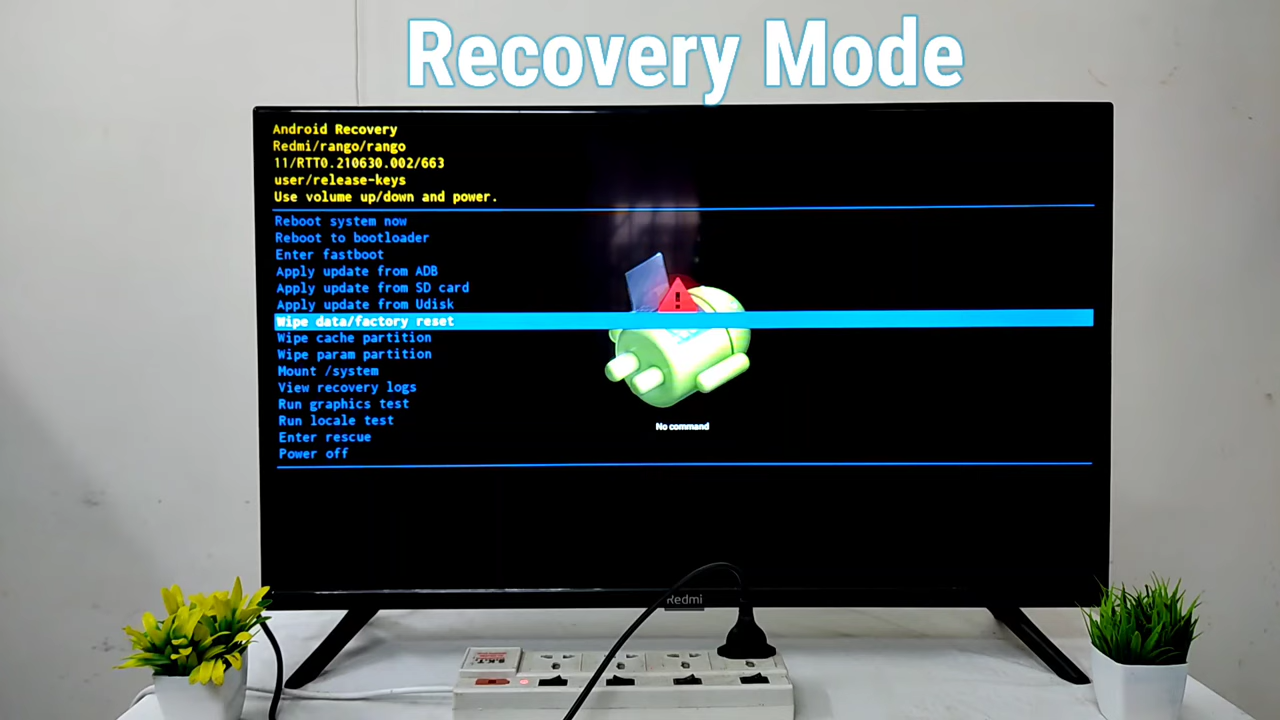 Recovery Mode
Android Recovery
Redmi/rango/rango
11/RTT0.210630.002/663
user/release-keys
Use volume up/down and power.
Reboot system now
Reboot to bootloader
Enter fastboot
Apply update from ADB
Apply update from SD card
Apply update from Udisk
Wipe data/factory reset
Wipe cache partition
Wipe param partition
Mount /system
View recovery logs
Run graphics test
Run locale test
Enter rescue
Power off
No command
Redmi